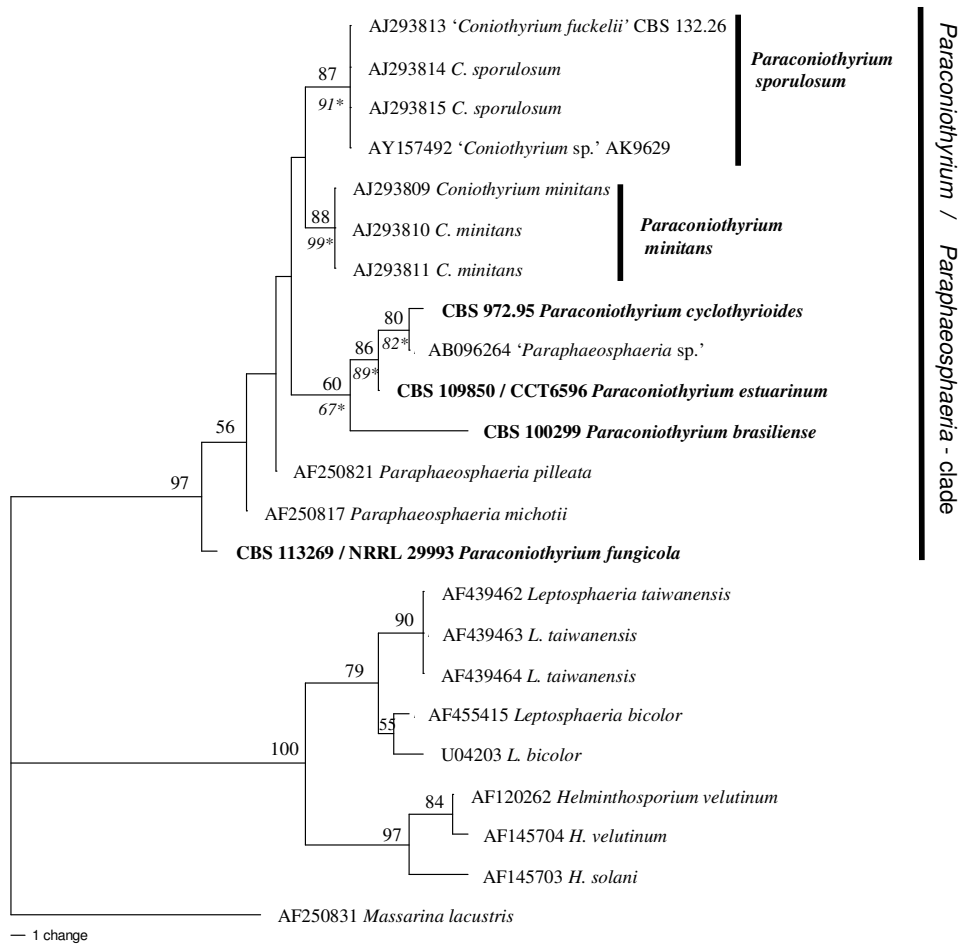 AJ293813 ‘Coniothyrium fuckelii’ CBS 132.26
AJ293814 C. sporulosum
87
91*
AJ293815 C. sporulosum
AY157492 ‘Coniothyrium sp.’ AK9629
Paraconiothyrium
sporulosum
AJ293809 Coniothyrium minitans
88
99*
AJ293810 C. minitans
AJ293811 C. minitans
Paraconiothyrium
minitans
CBS 972.95 Paraconiothyrium cyclothyrioides
80
82*
AB096264 ‘Paraphaeosphaeria sp.’
86
89*
CBS 109850 / CCT6596 Paraconiothyrium estuarinum
60
67*
CBS 100299 Paraconiothyrium brasiliense
56
AF250821 Paraphaeosphaeria pilleata
97
AF250817 Paraphaeosphaeria michotii
CBS 113269 / NRRL 29993 Paraconiothyrium fungicola
Paraconiothyrium / Paraphaeosphaeria - clade
AF439462 Leptosphaeria taiwanensis
90
AF439463 L. taiwanensis
AF439464 L. taiwanensis
79
AF455415 Leptosphaeria bicolor
55
U04203 L. bicolor
100
AF120262 Helminthosporium velutinum
84
AF145704 H. velutinum
97
AF145703 H. solani
AF250831 Massarina lacustris
1 change